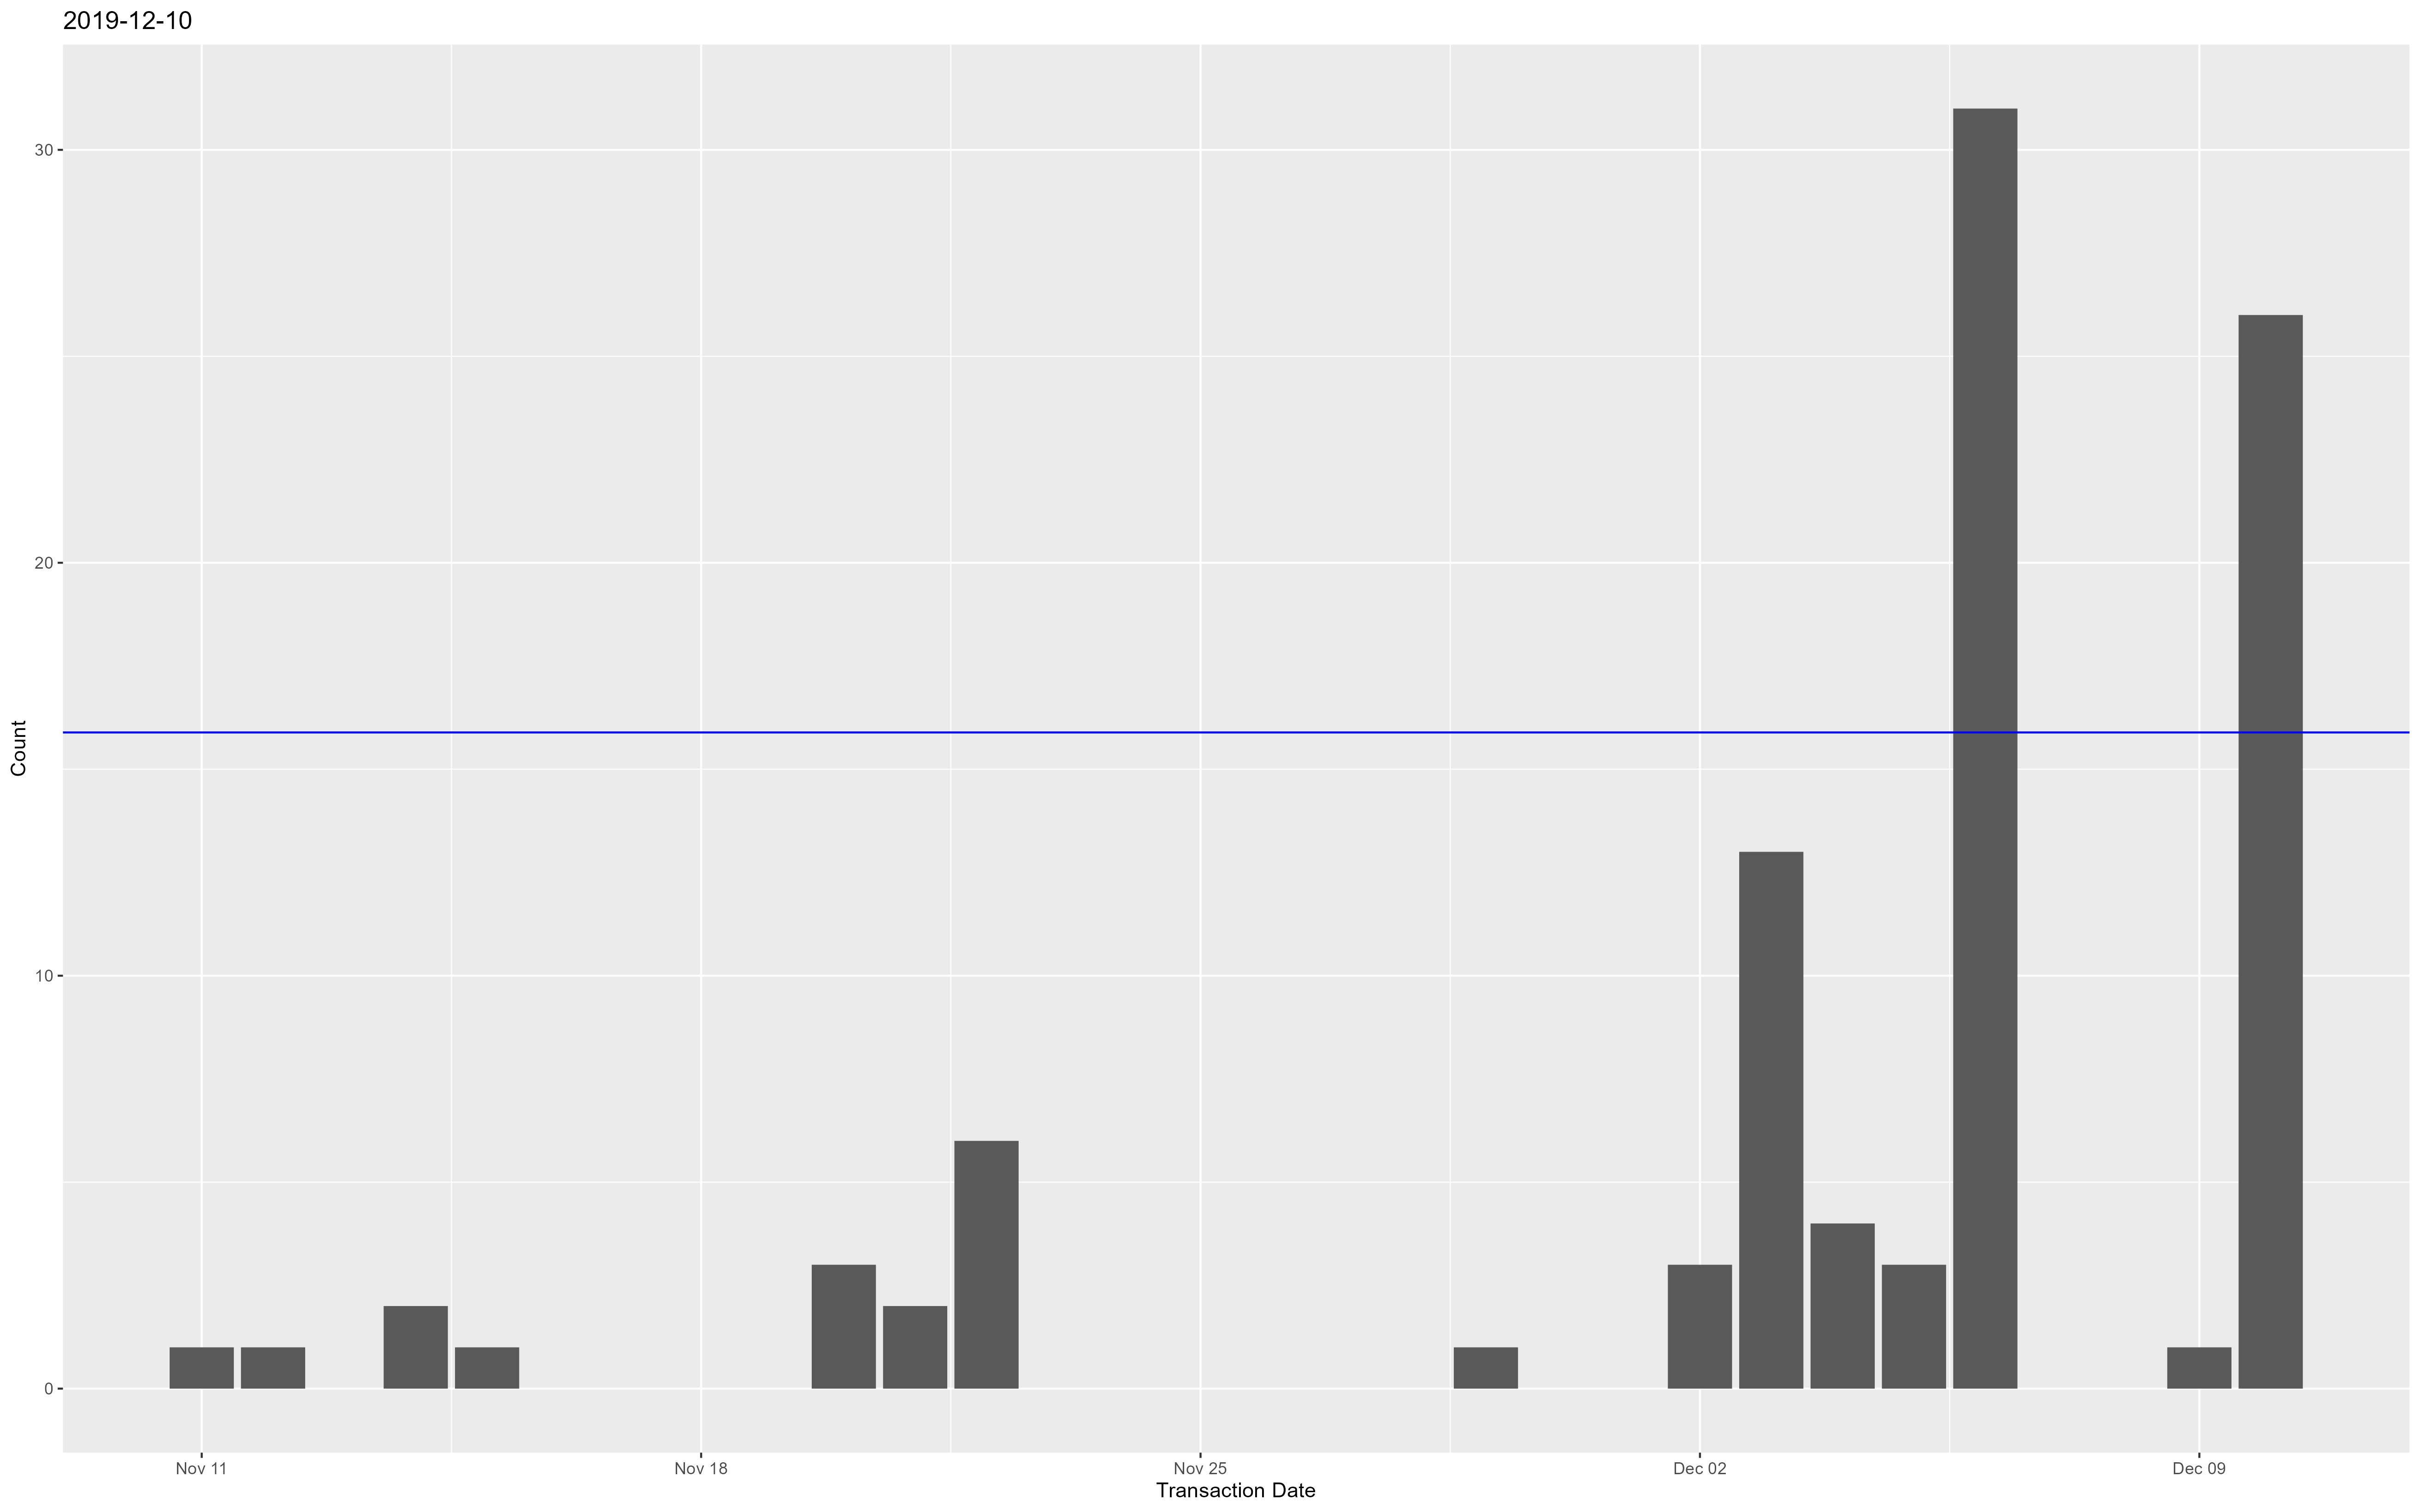 2019-12-10
30
20
10
0
Count
Nov 11
Nov 18
Nov 25
Dec 02
Dec 09
Transaction Date